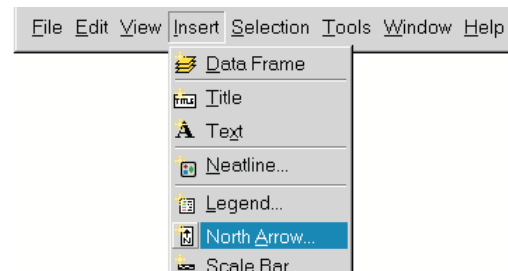 File Edit View Insert Selection Tools Window Help
Data Frame
Title
Text
Neatline...
Legend...
North Arrow...
Scale Bar